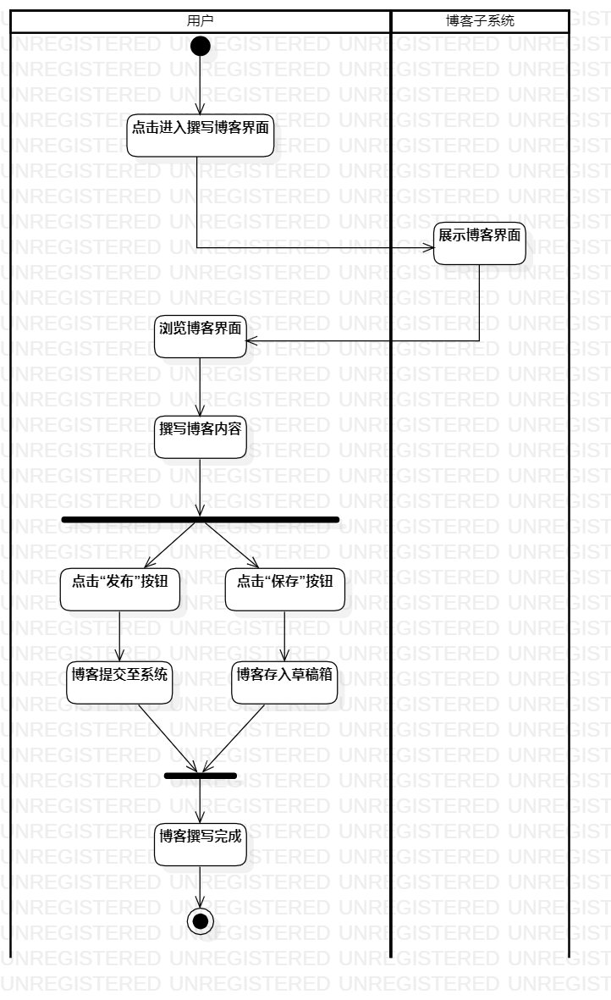 用户
博客子系统
点击进入撰写博客界面
展示博客界面
浏览博客界面
撰写博客内容
点击“发布”按钮
点击“保存”按钮
博客提交至系统
博客存入草稿箱
博客撰写完成
UNREGISTERED